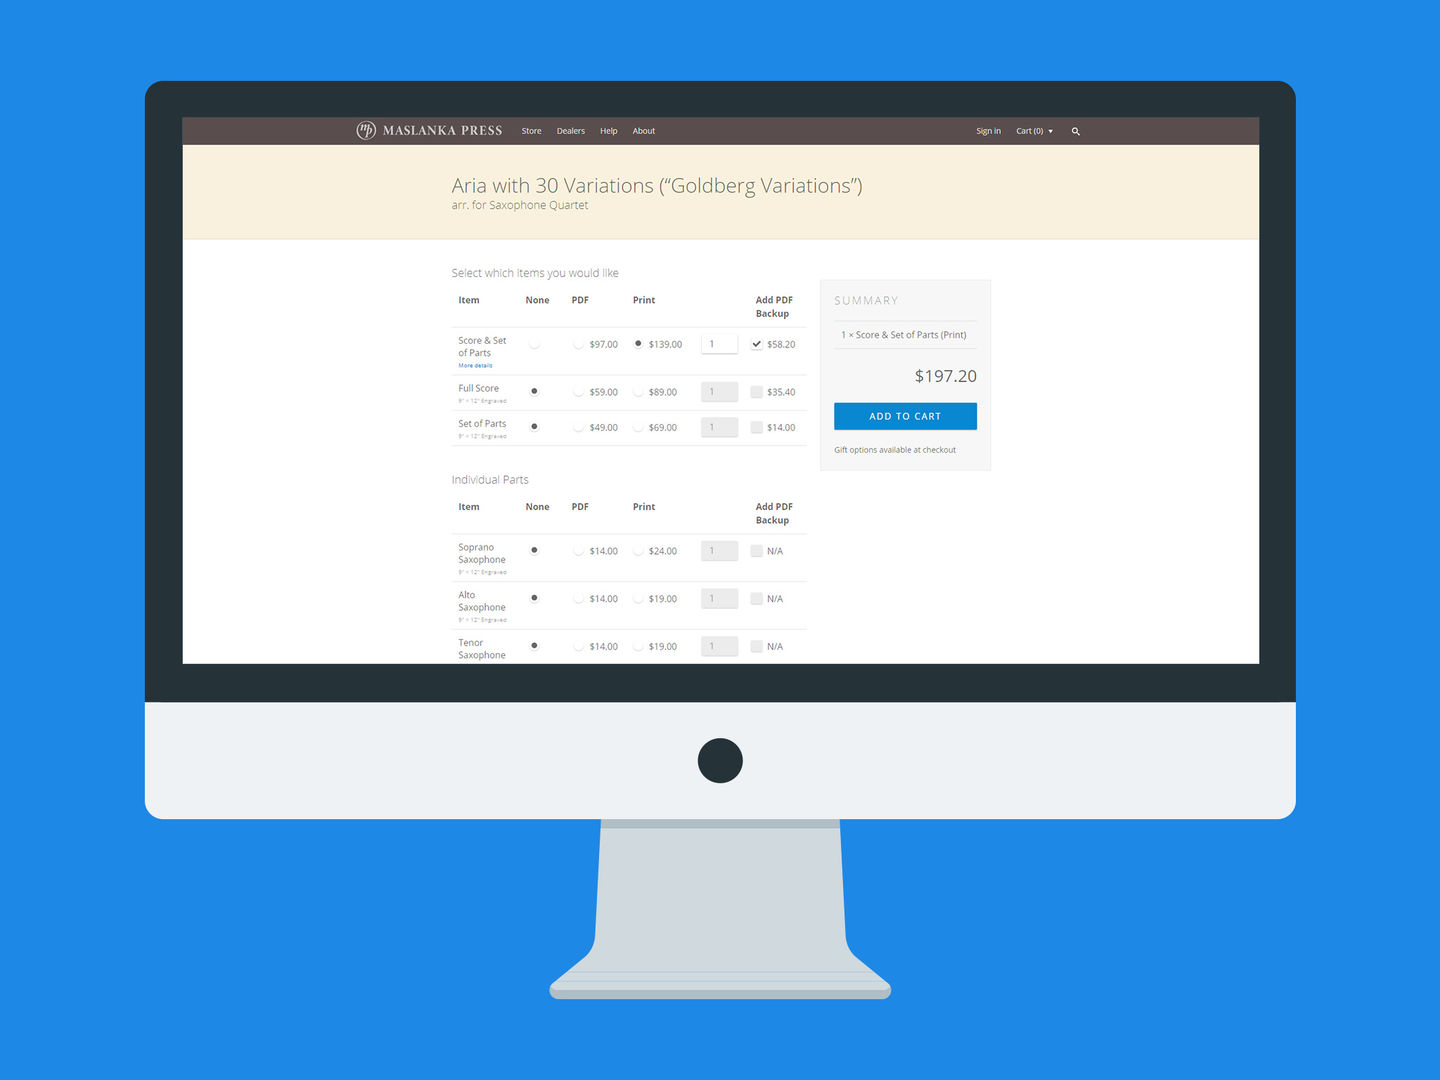 mp MASLANKA PRESS Store Dealers Help About Sign in Cart (0)
Aria with 30 Variations (“Goldberg Variations”)
arr. for Saxophone Quartet
Select which items you would like
Item None PDF Print Add PDF
Backup
Score & Set
of Parts
$97.00 $139.00 1 $58.20
More details
Full Score $59.00 $89.00 1 $35.40
9" × 12" Engraved
Set of Parts $49.00 $69.00 1 $14.00
9" × 12" Engraved
Individual Parts
Item None PDF Print Add PDF
Backup
Soprano
Saxophone
$14.00 $24.00 1 N/A
9" × 12" Engraved
Alto
Saxophone
$14.00 $19.00 1 N/A
9" × 12" Engraved
Tenor
Saxophone
$14.00 $19.00 1 N/A
SUMMARY
1 × Score & Set of Parts (Print)
$197.20
ADD TO CART
Gift options available at checkout